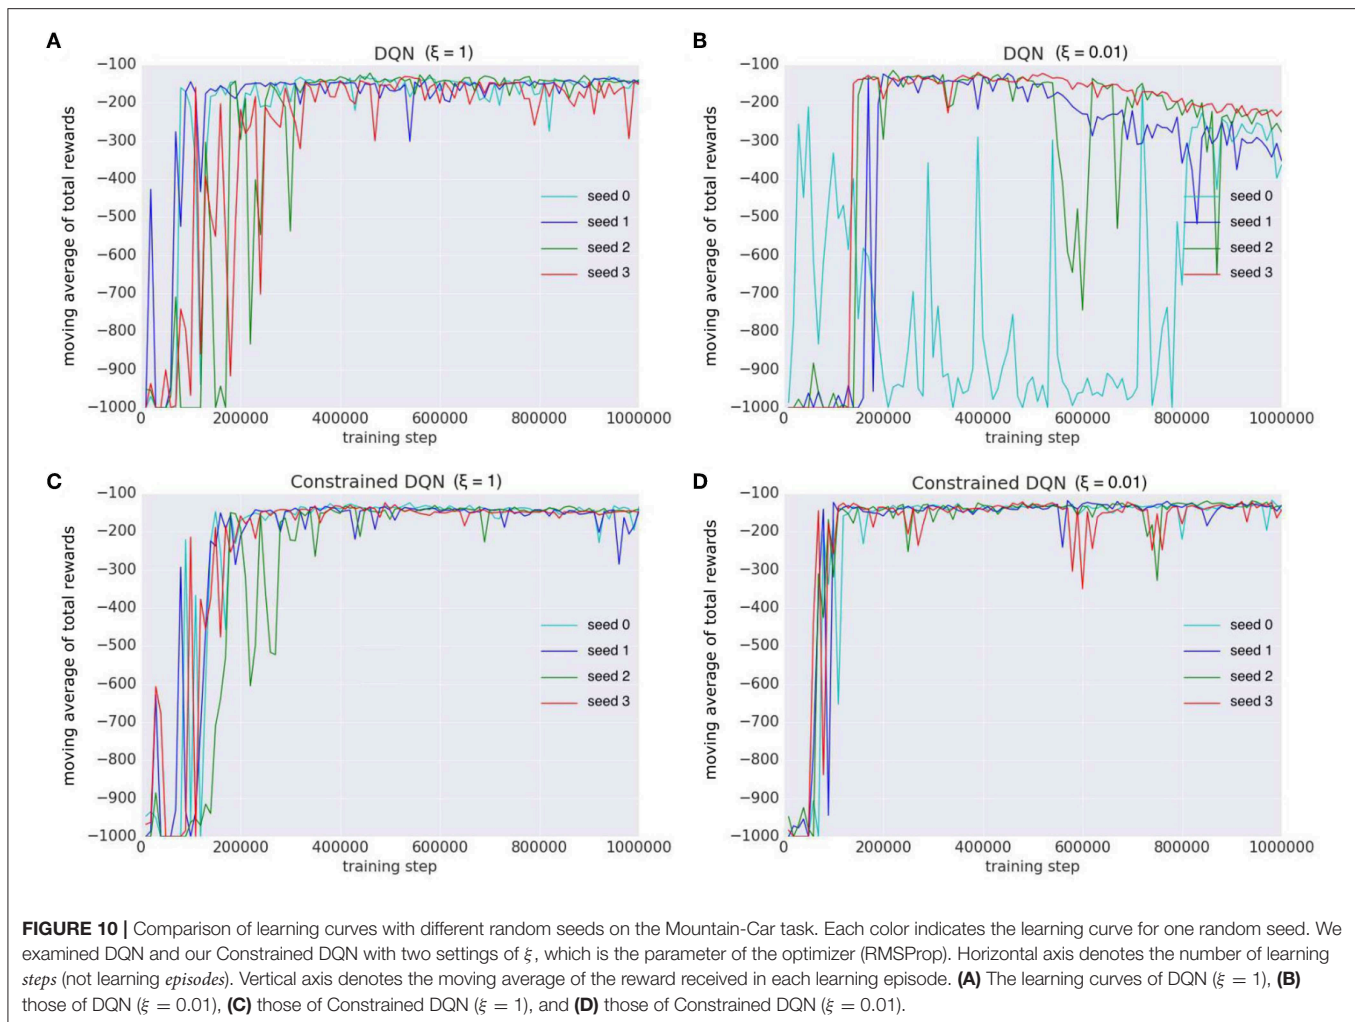 A
DQN (ξ = 1)
−100
−200
−300
−400
−500
−600
−700
−800
−900
−1000
moving average of total rewards
seed 0
seed 1
seed 2
seed 3
0 200000 400000 600000 800000 1000000
training step
B
DQN (ξ = 0.01)
−100
−200
−300
−400
−500
−600
−700
−800
−900
−1000
moving average of total rewards
seed 0
seed 1
seed 2
seed 3
0 200000 400000 600000 800000 1000000
training step
C
Constrained DQN (ξ = 1)
−100
−200
−300
−400
−500
−600
−700
−800
−900
−1000
moving average of total rewards
seed 0
seed 1
seed 2
seed 3
0 200000 400000 600000 800000 1000000
training step
D
Constrained DQN (ξ = 0.01)
−100
−200
−300
−400
−500
−600
−700
−800
−900
−1000
moving average of total rewards
seed 0
seed 1
seed 2
seed 3
0 200000 400000 600000 800000 1000000
training step
FIGURE 10 | Comparison of learning curves with different random seeds on the Mountain-Car task. Each color indicates the learning curve for one random seed. We
examined DQN and our Constrained DQN with two settings of ξ, which is the parameter of the optimizer (RMSProp). Horizontal axis denotes the number of learning
steps (not learning episodes). Vertical axis denotes the moving average of the reward received in each learning episode. (A) The learning curves of DQN (ξ = 1), (B)
those of DQN (ξ = 0.01), (C) those of Constrained DQN (ξ = 1), and (D) those of Constrained DQN (ξ = 0.01).